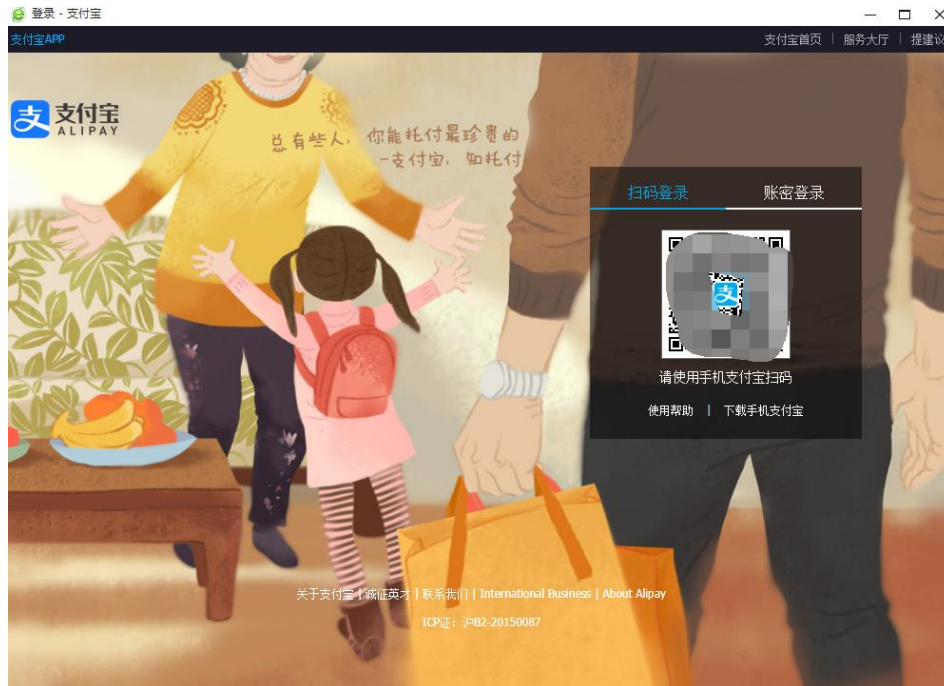 登录 - 支付宝
支付宝APP
支付宝首页 | 服务大厅 | 提建议
支 支付宝
ALIPAY
总有些人,你能托付最珍贵的
-支付宝,知托付
扫码登录 账密登录
支
请使用手机支付宝扫码
使用帮助 | 下载手机支付宝
关于支付宝 | 诚征英才 | 联系我们 | International Business | About Alipay
ICP证:沪B2-20150087